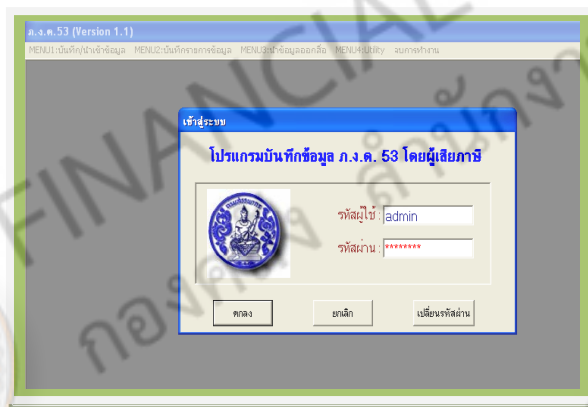 ภ.ง.ด.53 (Version 1.1)
MENU1:บันทึก/นำเข้าข้อมูล MENU2:บันทึกรายการข้อมูล MENU3:นำข้อมูลออกสื่อ MENU4:Utility จบการทำงาน
เข้าสู่ระบบ
โปรแกรมบันทึกข้อมูล ภ.ง.ด. 53 โดยผู้เสียภาษี
รหัสผู้ใช้ : admin
รหัสผ่าน : ********
ตกลง ยกเลิก เปลี่ยนรหัสผ่าน
FINANCIAL
กองคลัง สำนักงา